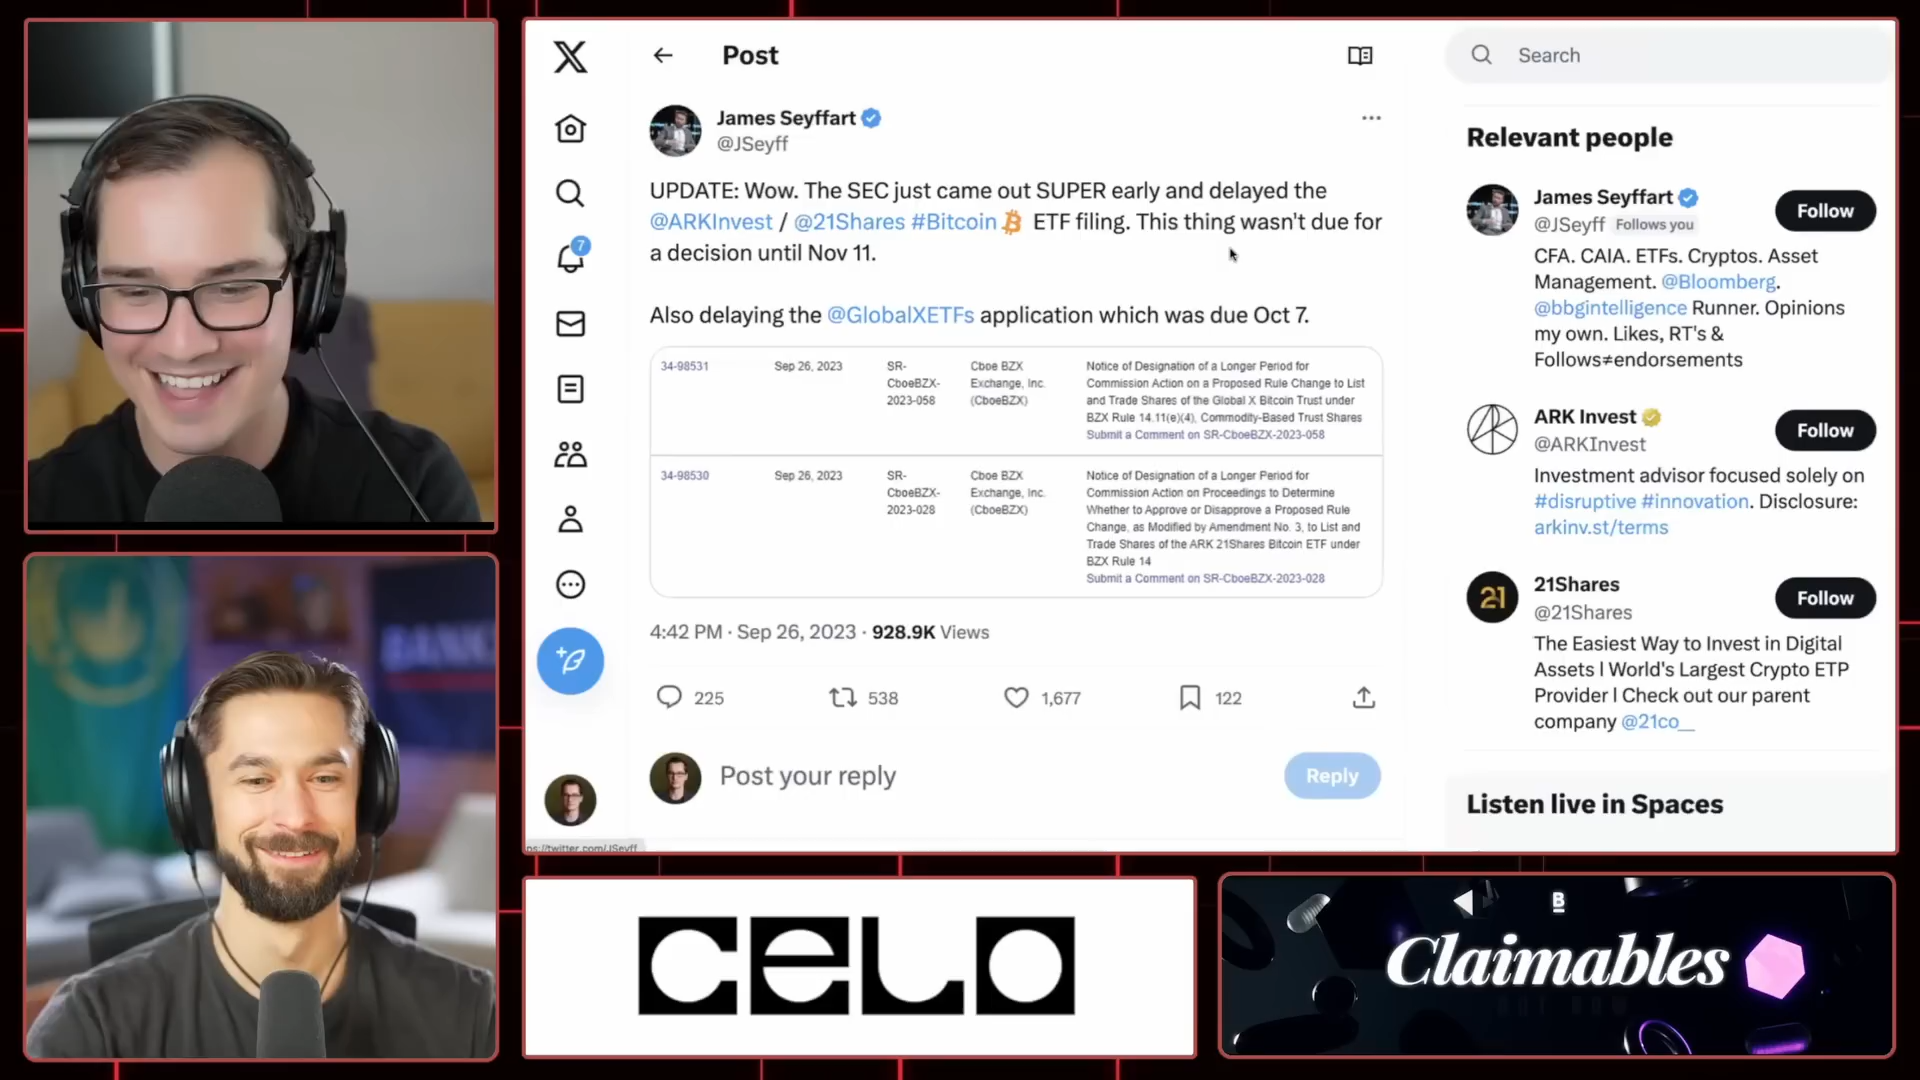 Post
Search
James Seyffart
@JSeyff
UPDATE: Wow. The SEC just came out SUPER early and delayed the
@ARKInvest / @21Shares #Bitcoin ETF filing. This thing wasn't due for
a decision until Nov 11.
Also delaying the @GlobalXETFs application which was due Oct 7.
34-98531
Sep 26, 2023
SR-
CboeBZX-
2023-058
Cboe BZX
Exchange, Inc.
(CboeBZX)
Notice of Designation of a Longer Period for
Commission Action on a Proposed Rule Change to List
and Trade Shares of the Global X Bitcoin Trust under
BZX Rule 14.11(e)(4), Commodity-Based Trust Shares
Submit a Comment on SR-CboeBZX-2023-058
34-98530
Sep 26, 2023
SR-
CboeBZX-
2023-028
Cboe BZX
Exchange, Inc.
(CboeBZX)
Notice of Designation of a Longer Period for
Commission Action on Proceedings to Determine
Whether to Approve or Disapprove a Proposed Rule
Change, as Modified by Amendment No. 3, to List and
Trade Shares of the ARK 21Shares Bitcoin ETF under
BZX Rule 14
Submit a Comment on SR-CboeBZX-2023-028
4:42 PM · Sep 26, 2023 · 928.9K Views
225
538
1,677
122
Post your reply
Reply
7
ps://twitter.com/JSeyff
Relevant people
James Seyffart
@JSeyff Follows you
Follow
CFA. CAIA. ETFs. Cryptos. Asset
Management. @Bloomberg.
@bbgintelligence Runner. Opinions
my own. Likes, RT's &
Follows≠endorsements
ARK Invest
@ARKInvest
Follow
Investment advisor focused solely on
#disruptive #innovation. Disclosure:
arkinv.st/terms
21
21Shares
@21Shares
Follow
The Easiest Way to Invest in Digital
Assets | World's Largest Crypto ETP
Provider | Check out our parent
company @21co__
Listen live in Spaces
BANK
celo
B
Claimables